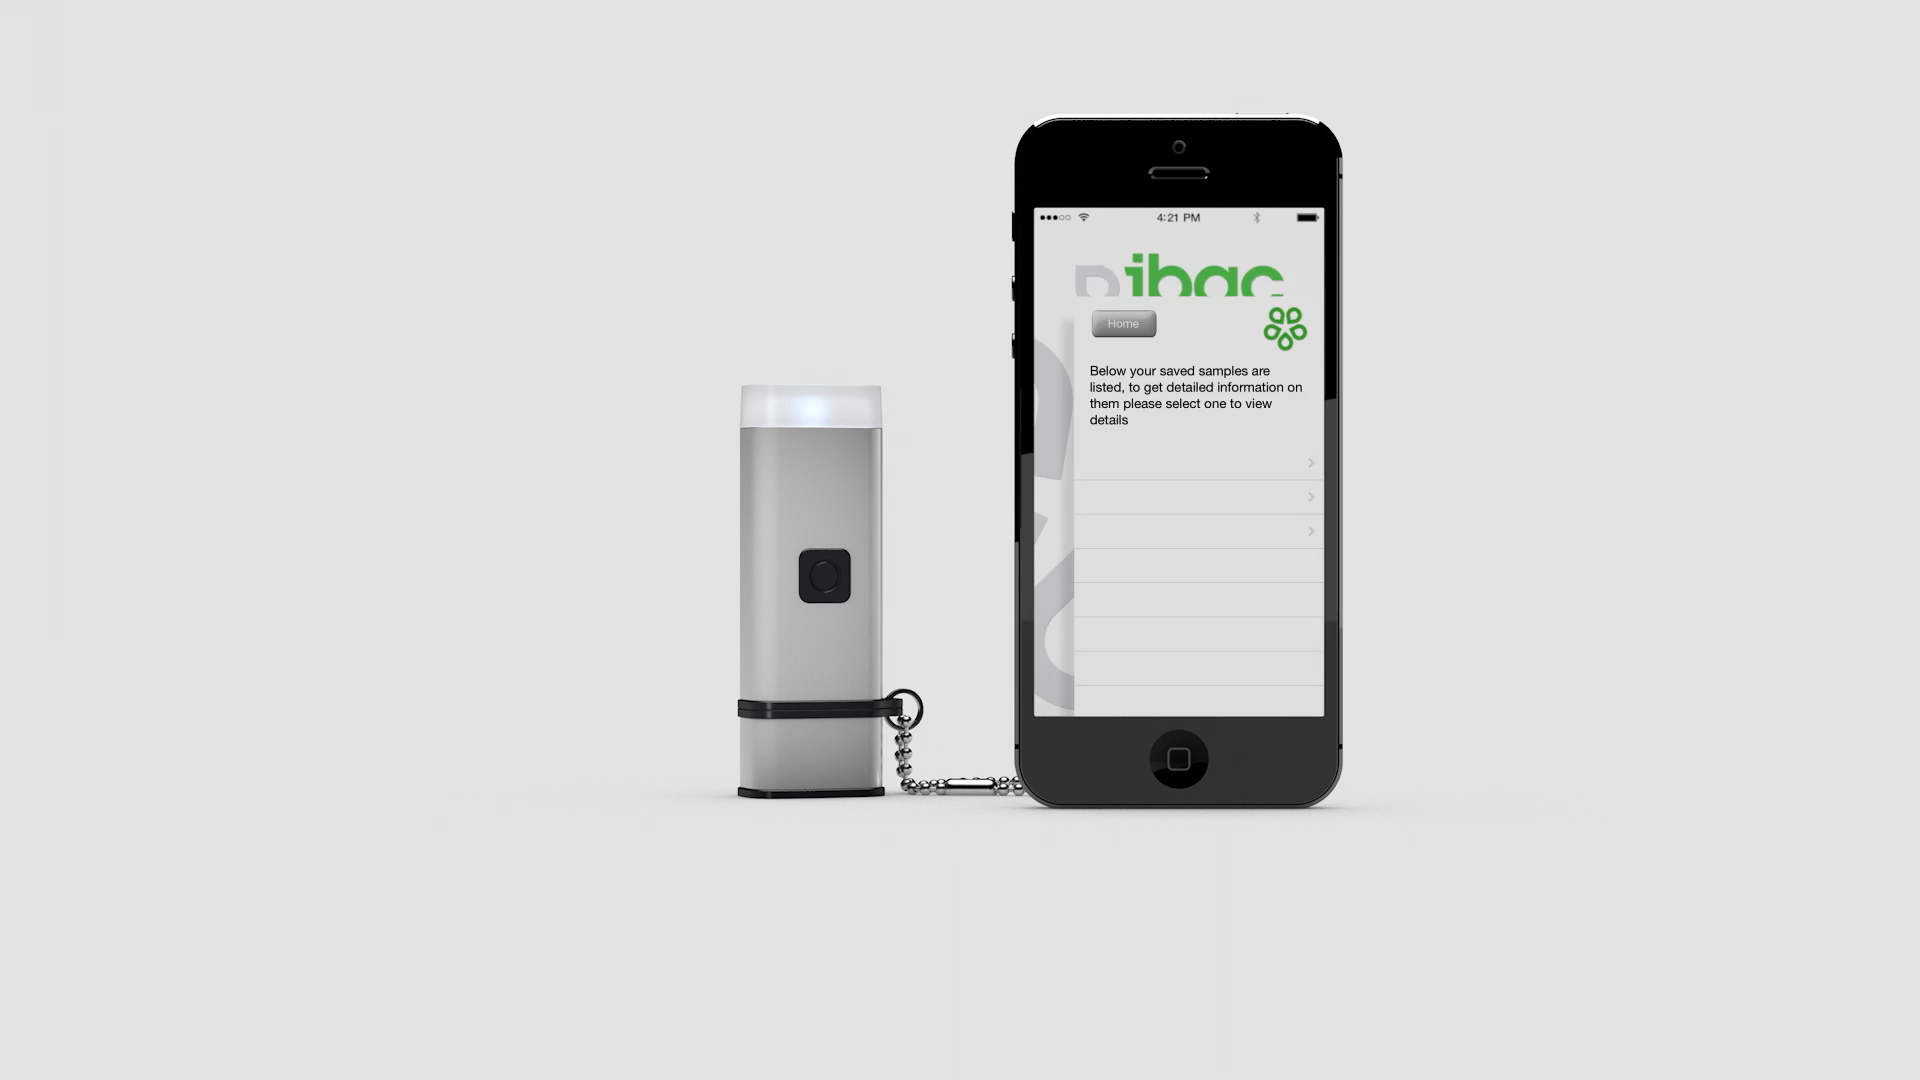 4:21 PM
ibac
Home
Below your saved samples are
listed, to get detailed information on
them please select one to view
details